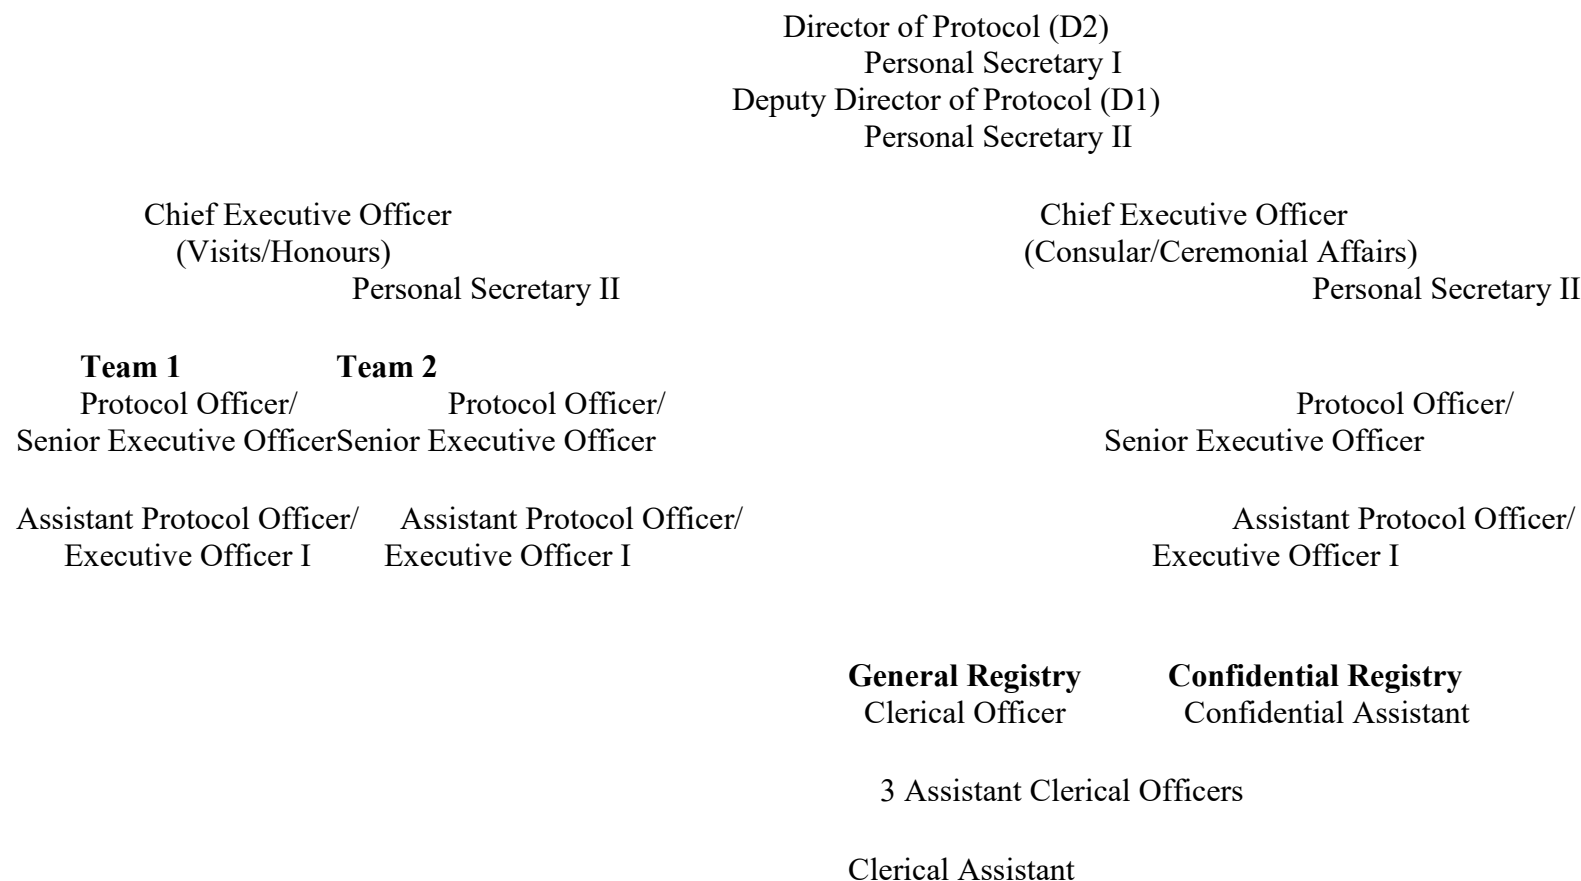 Director of Protocol (D2)
Personal Secretary I
Deputy Director of Protocol (D1)
Personal Secretary II
Chief Executive Officer Chief Executive Officer
(Visits/Honours) (Consular/Ceremonial Affairs)
Personal Secretary II Personal Secretary II
Team 1 Team 2
Protocol Officer/ Protocol Officer/ Protocol Officer/
Senior Executive OfficerSenior Executive Officer Senior Executive Officer
Assistant Protocol Officer/ Assistant Protocol Officer/ Assistant Protocol Officer/
Executive Officer I Executive Officer I Executive Officer I
General Registry Confidential Registry
Clerical Officer Confidential Assistant
3 Assistant Clerical Officers
Clerical Assistant